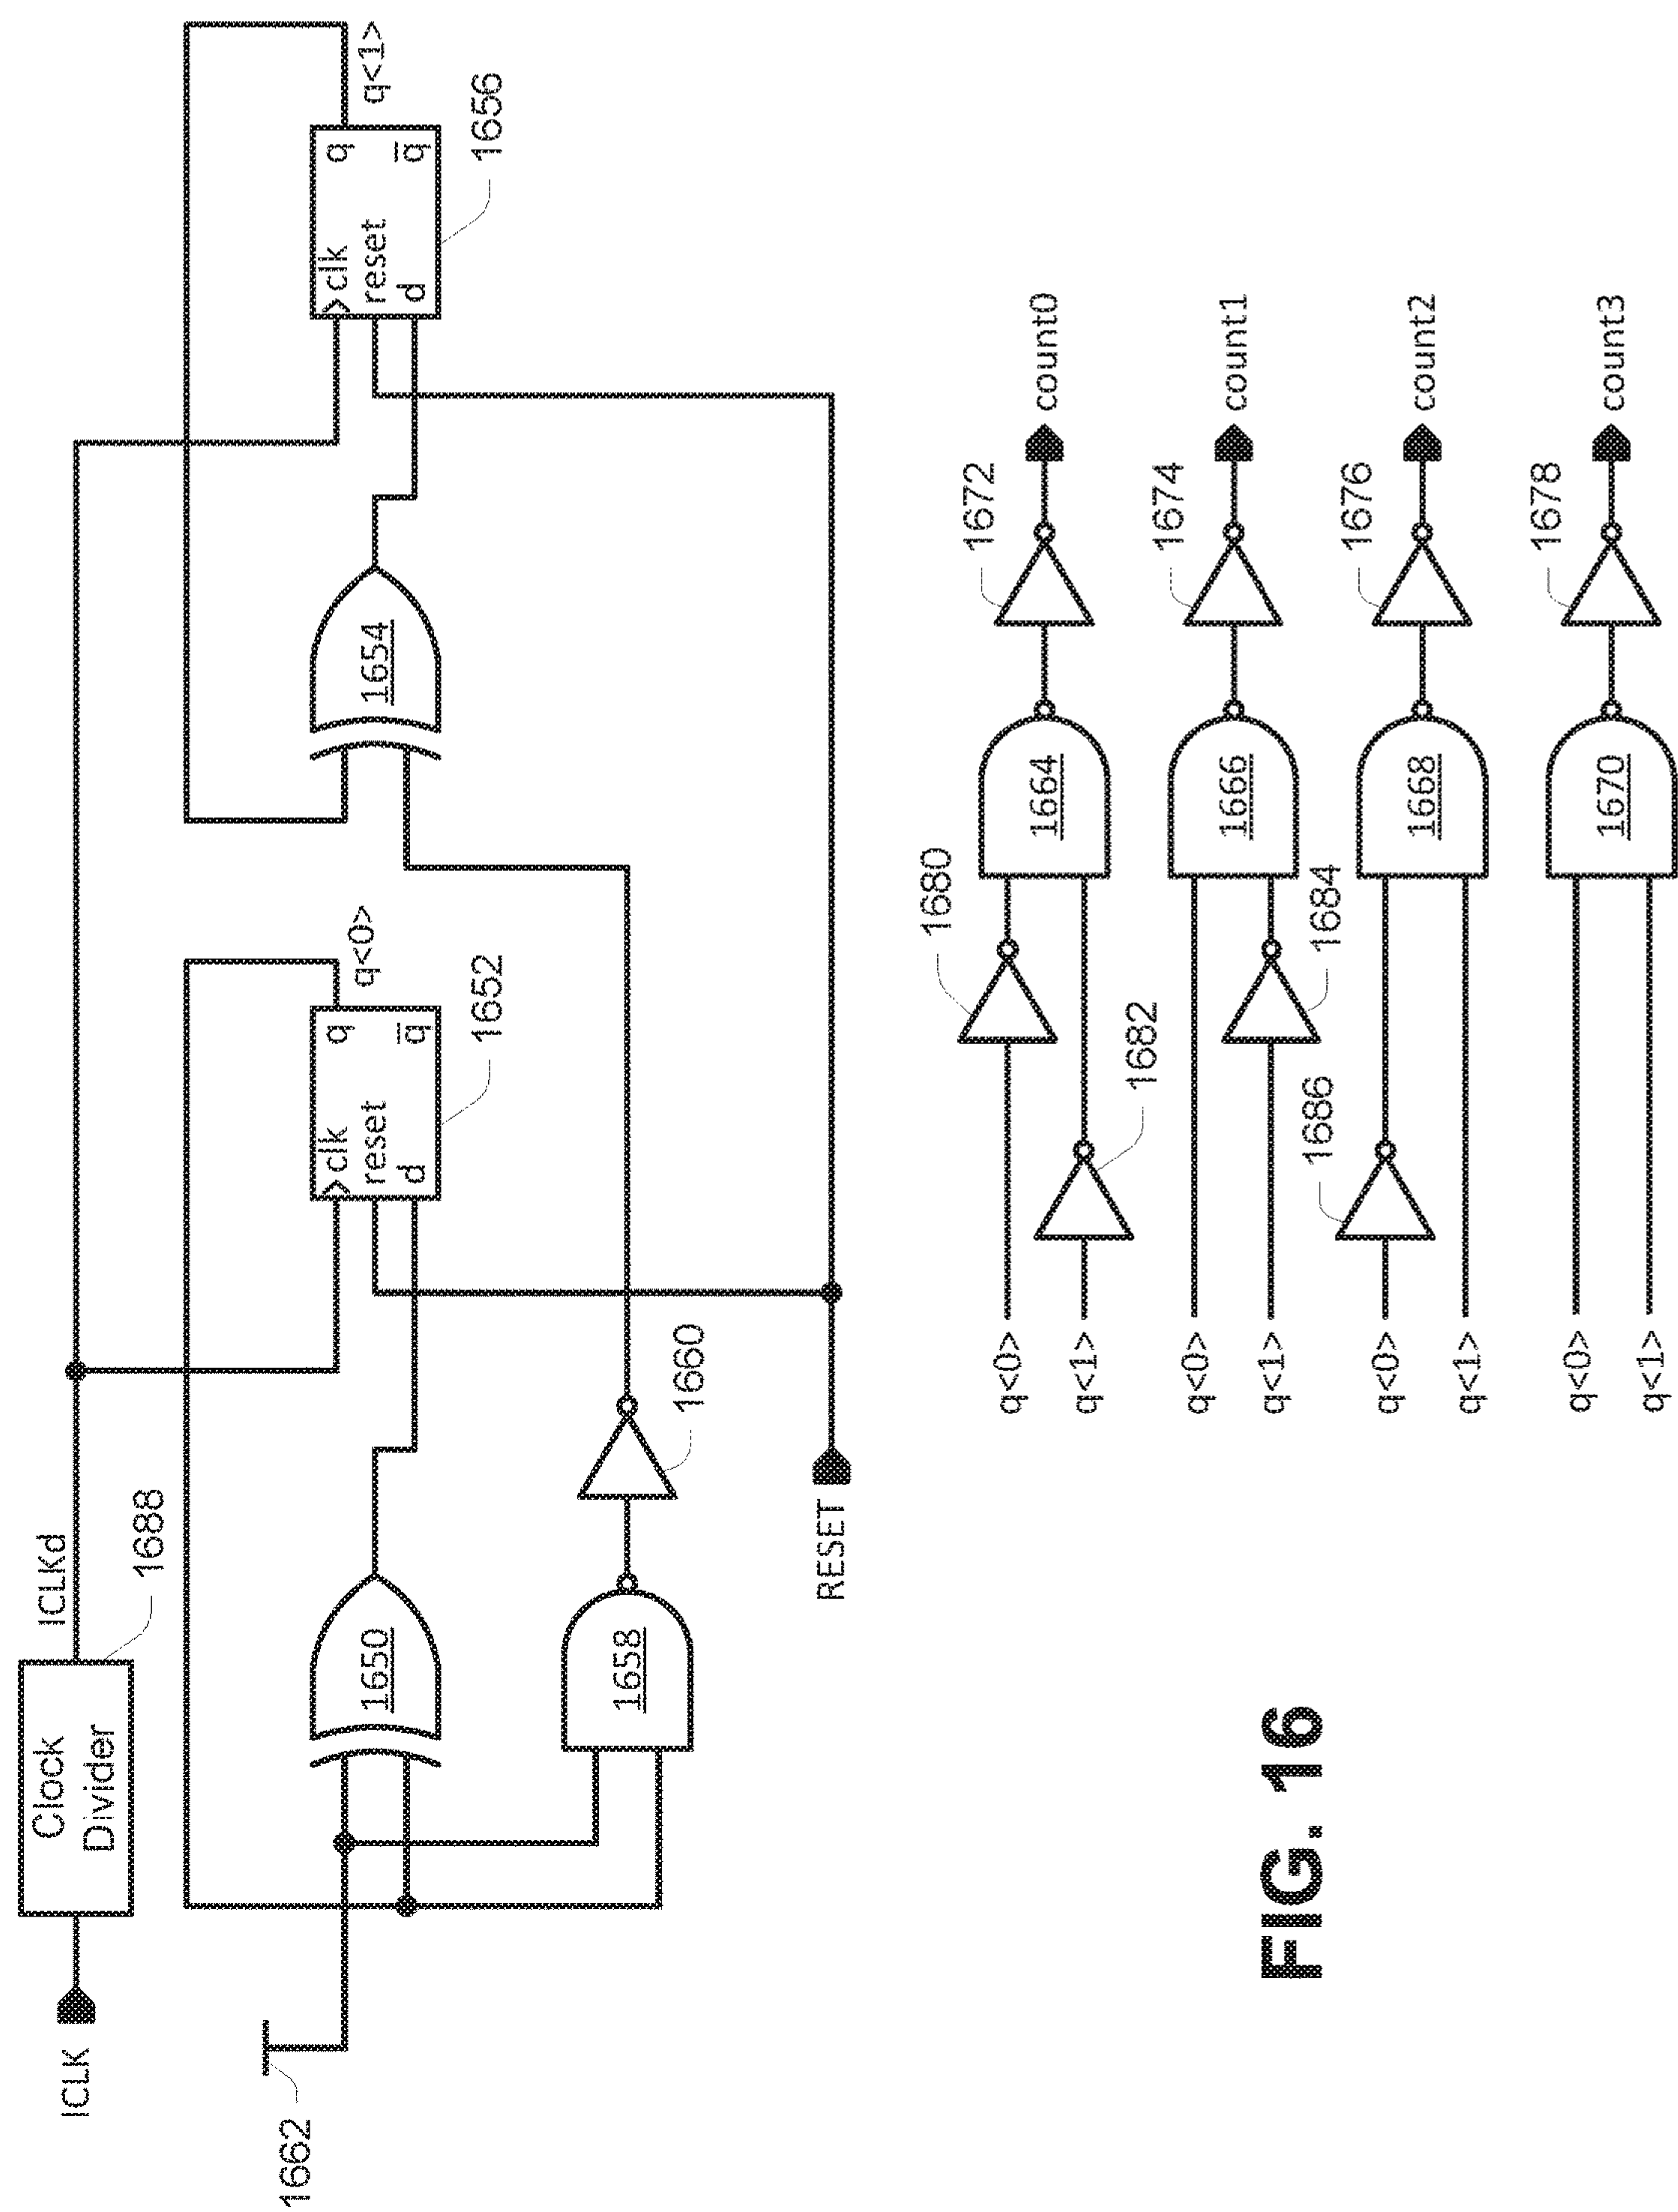 ICLK
Clock
Divider
ICLKd
1688
1662
1650
1658
1660
RESET
>clk
reset
d
q
q̅
q<0>
1652
1654
>clk
reset
d
q
q̅
q<1>
1656
q<0>
q<1>
1680
1682
1664
1672
count0
q<0>
q<1>
1684
1666
1674
count1
q<0>
q<1>
1686
1668
1676
count2
q<0>
q<1>
1670
1678
count3
FIG. 16